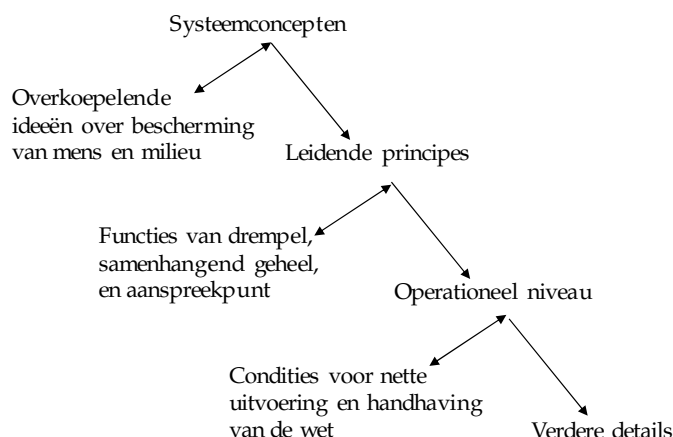 Systeemconcepten
Overkoepelende
ideeën over bescherming
van mens en milieu
Leidende principes
Functies van drempel,
samenhangend geheel,
en aanspreekpunt
Operationeel niveau
Condities voor nette
uitvoering en handhaving
van de wet
Verdere details